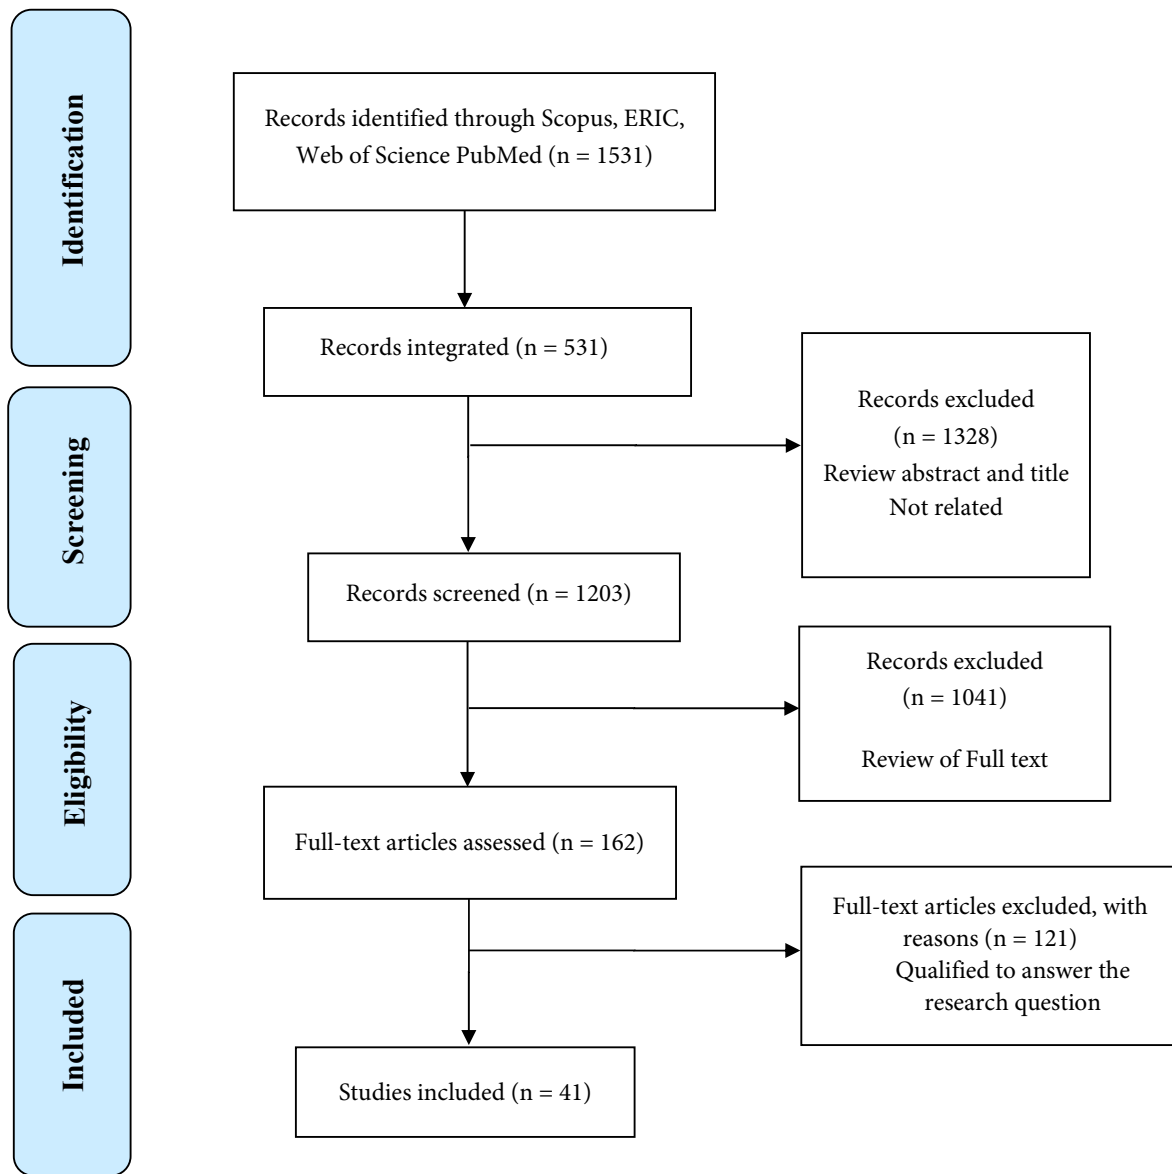 Identification
Records identified through Scopus, ERIC,
Web of Science PubMed (n = 1531)
Records integrated (n = 531)
Screening
Records excluded
(n = 1328)
Review abstract and title
Not related
Records screened (n = 1203)
Eligibility
Records excluded
(n = 1041)
Review of Full text
Full-text articles assessed (n = 162)
Included
Full-text articles excluded, with
reasons (n = 121)
Qualified to answer the
research question
Studies included (n = 41)